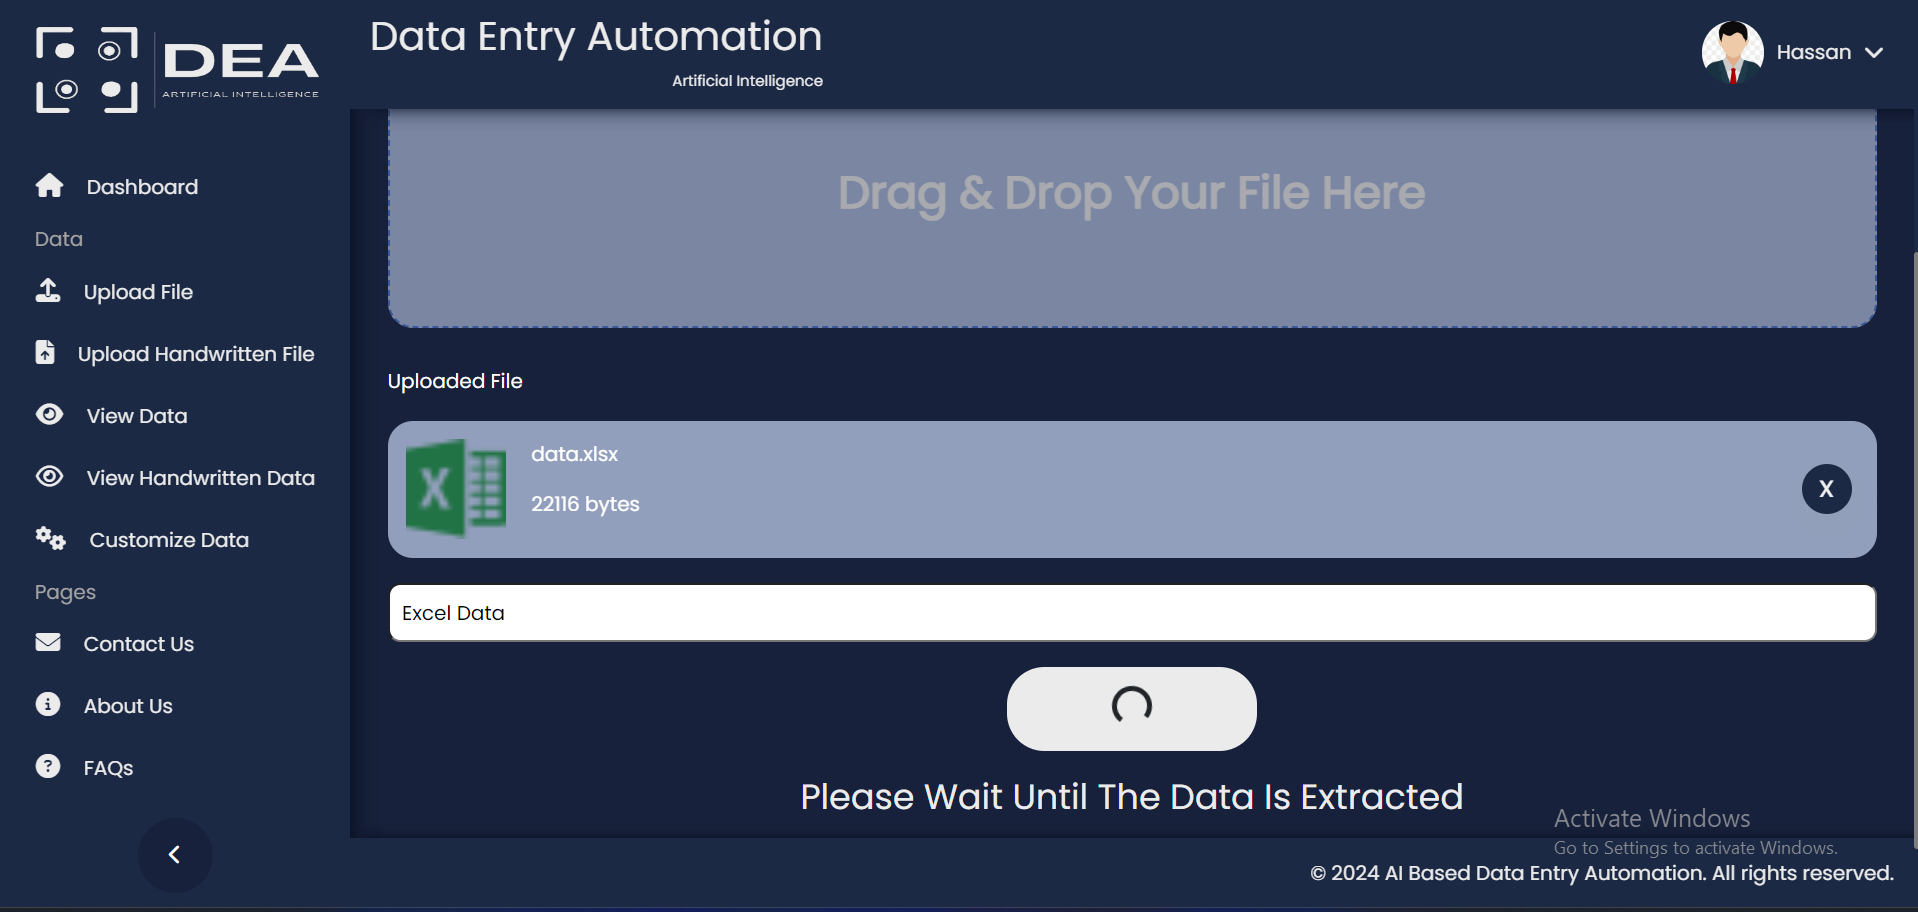 DEA
ARTIFICIAL INTELLIGENCE
Data Entry Automation
Artificial Intelligence
Hassan
Dashboard
Data
Upload File
Upload Handwritten File
View Data
View Handwritten Data
Customize Data
Pages
Contact Us
About Us
FAQs
Drag & Drop Your File Here
Uploaded File
data.xlsx
22116 bytes
X
Excel Data
Please Wait Until The Data Is Extracted
Activate Windows
Go to Settings to activate Windows.
© 2024 AI Based Data Entry Automation. All rights reserved.